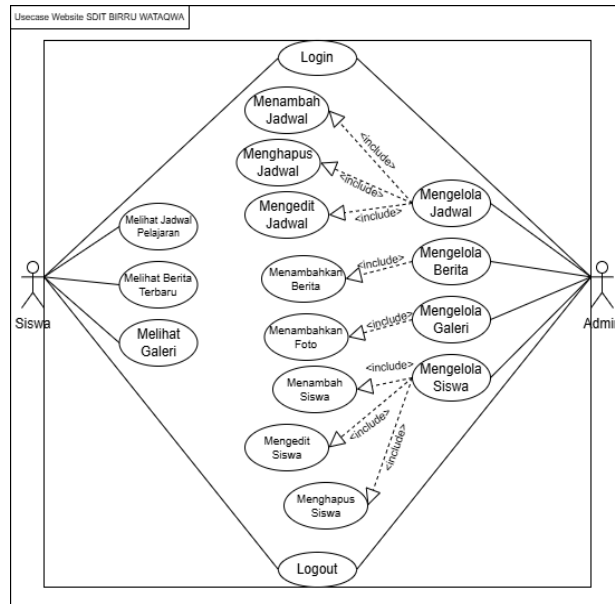 Usecase Website SDIT BIRRU WATAQWA
Login
Menambah
Jadwal
<include>
Menghapus
Jadwal
<include>
Mengedit
Jadwal
<include>
Mengelola
Jadwal
Melihat Jadwal
Pelajaran
Mengelola
Berita
<include>
Menambahkan
Berita
Melihat Berita
Terbaru
Siswa
Admin
Mengelola
Galeri
<include>
Menambahkan
Foto
Melihat
Galeri
Mengelola
Siswa
<include>
Menambah
Siswa
<include>
Mengedit
Siswa
<include>
Menghapus
Siswa
Logout